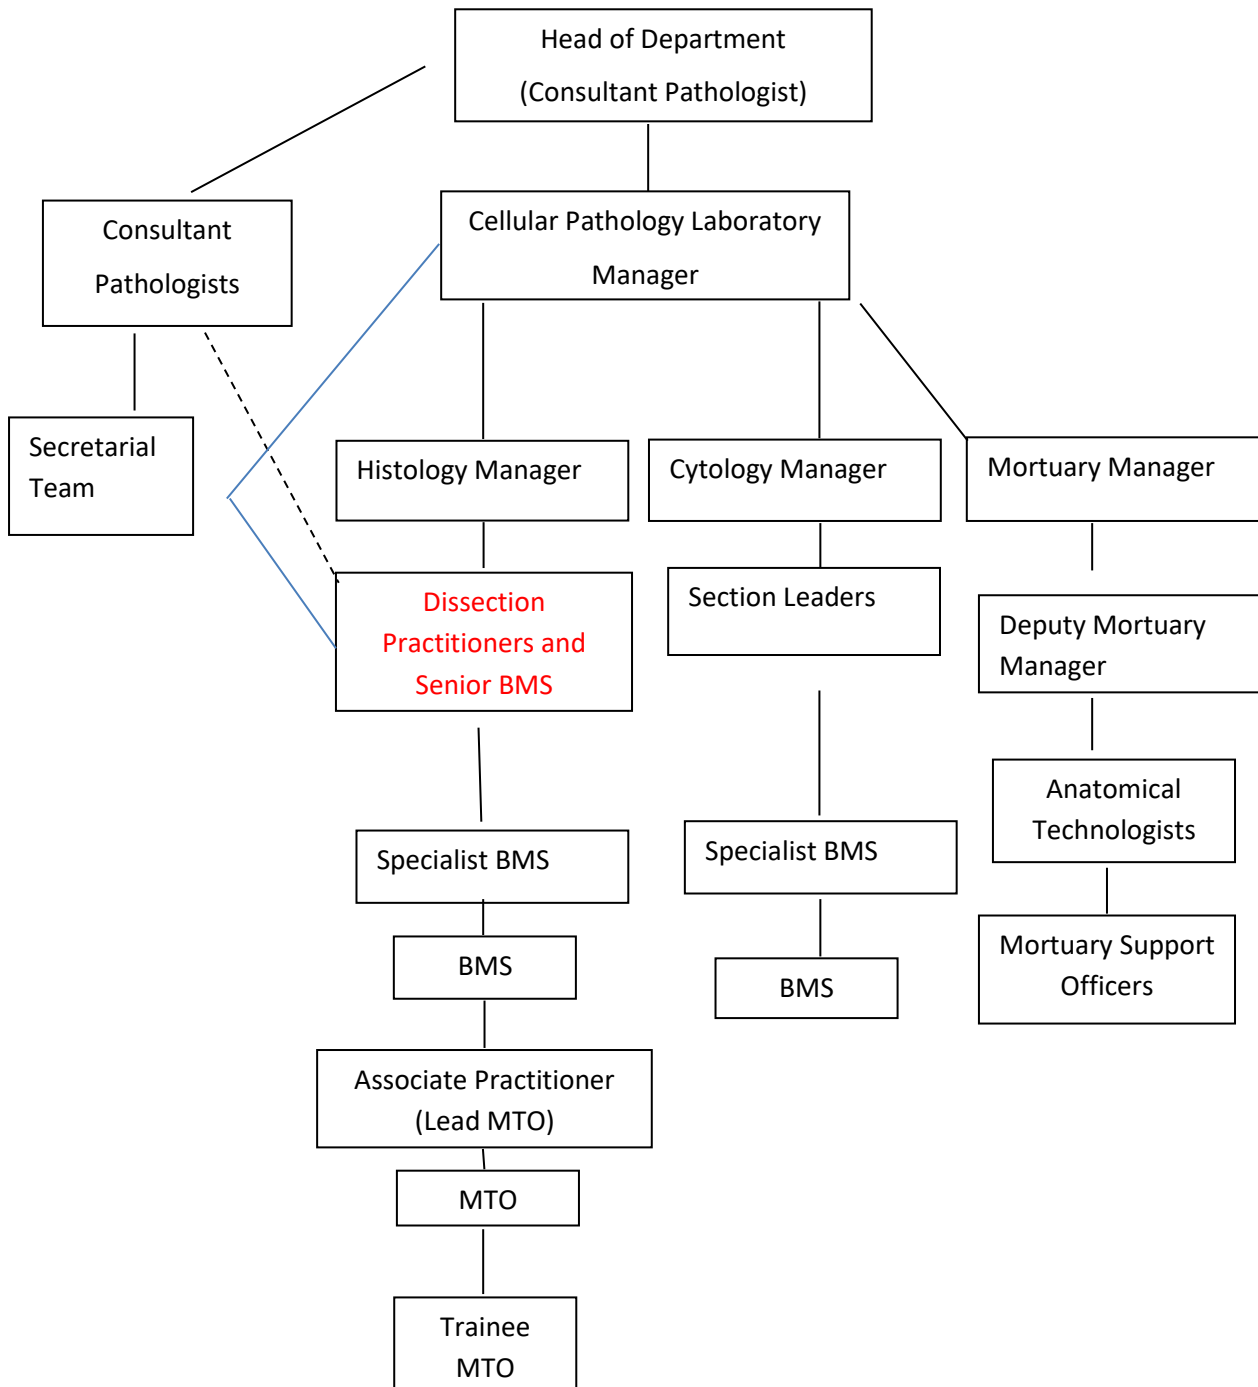 Head of Department
(Consultant Pathologist)
Consultant
Pathologists
Cellular Pathology Laboratory
Manager
Secretarial
Team
Histology Manager
Cytology Manager
Mortuary Manager
Dissection
Practitioners and
Senior BMS
Section Leaders
Deputy Mortuary
Manager
Anatomical
Technologists
Specialist BMS
Specialist BMS
Mortuary Support
Officers
BMS
BMS
Associate Practitioner
(Lead MTO)
MTO
Trainee
MTO